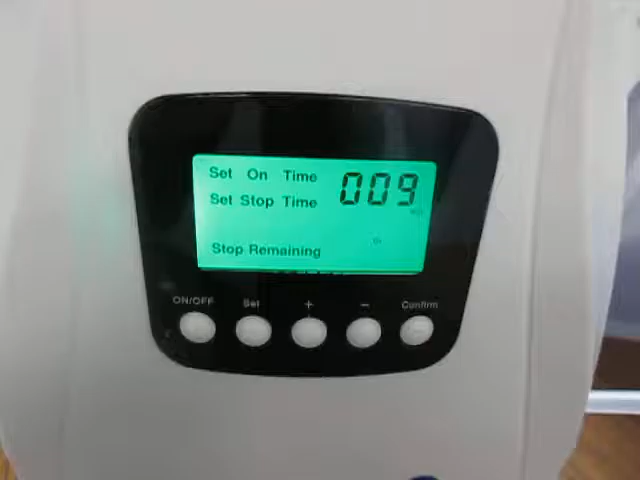 Set On Time
Set Stop Time
009
Stop Remaining
ON/OFF Set + − Confirm